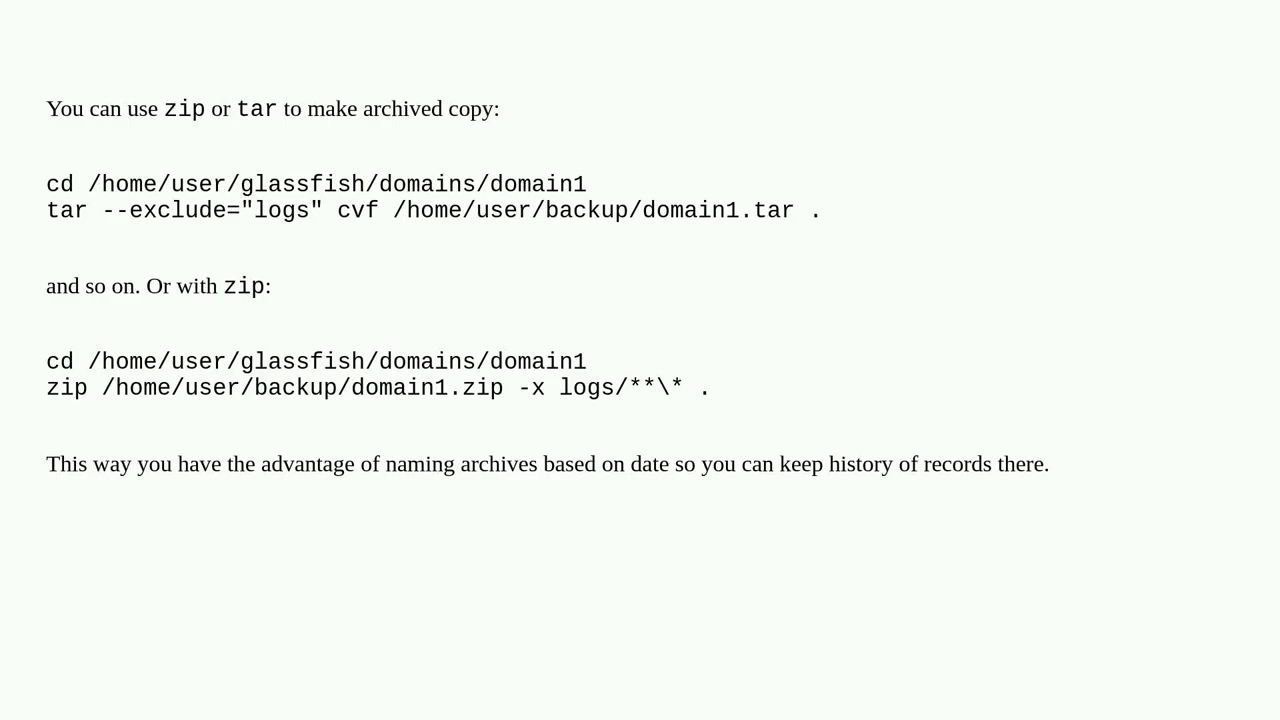 You can use zip or tar to make archived copy:
cd /home/user/glassfish/domains/domain1
tar --exclude="logs" cvf /home/user/backup/domain1.tar .
and so on. Or with zip:
cd /home/user/glassfish/domains/domain1
zip /home/user/backup/domain1.zip -x logs/**\* .
This way you have the advantage of naming archives based on date so you can keep history of records there.